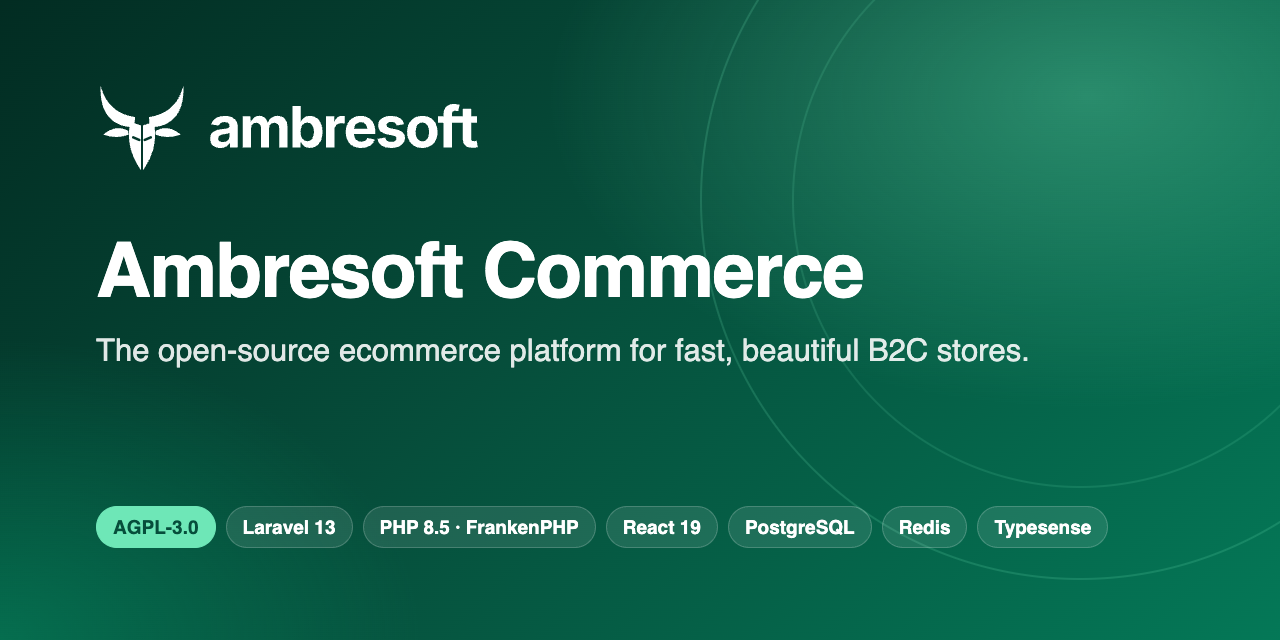 ambresoft
Ambresoft Commerce
The open-source ecommerce platform for fast, beautiful B2C stores.
AGPL-3.0 Laravel 13 PHP 8.5 · FrankenPHP React 19 PostgreSQL Redis Typesense